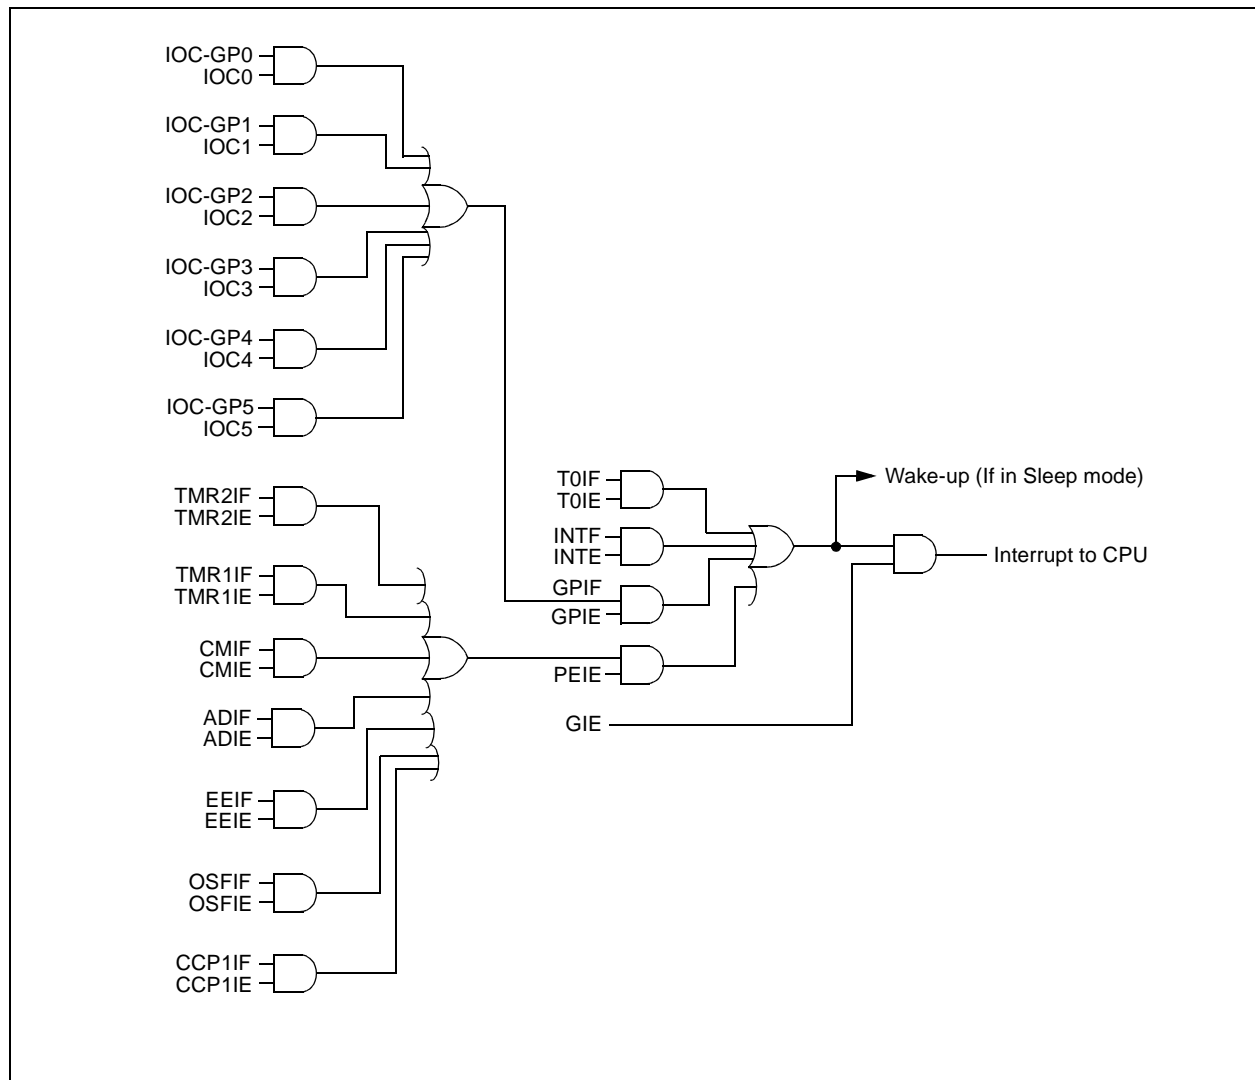 IOC-GP0
IOC0
IOC-GP1
IOC1
IOC-GP2
IOC2
IOC-GP3
IOC3
IOC-GP4
IOC4
IOC-GP5
IOC5
TMR2IF
TMR2IE
TMR1IF
TMR1IE
CMIF
CMIE
ADIF
ADIE
EEIF
EEIE
OSFIF
OSFIE
CCP1IF
CCP1IE
T0IF
T0IE
INTF
INTE
GPIF
GPIE
PEIE
GIE
Wake-up (If in Sleep mode)
Interrupt to CPU